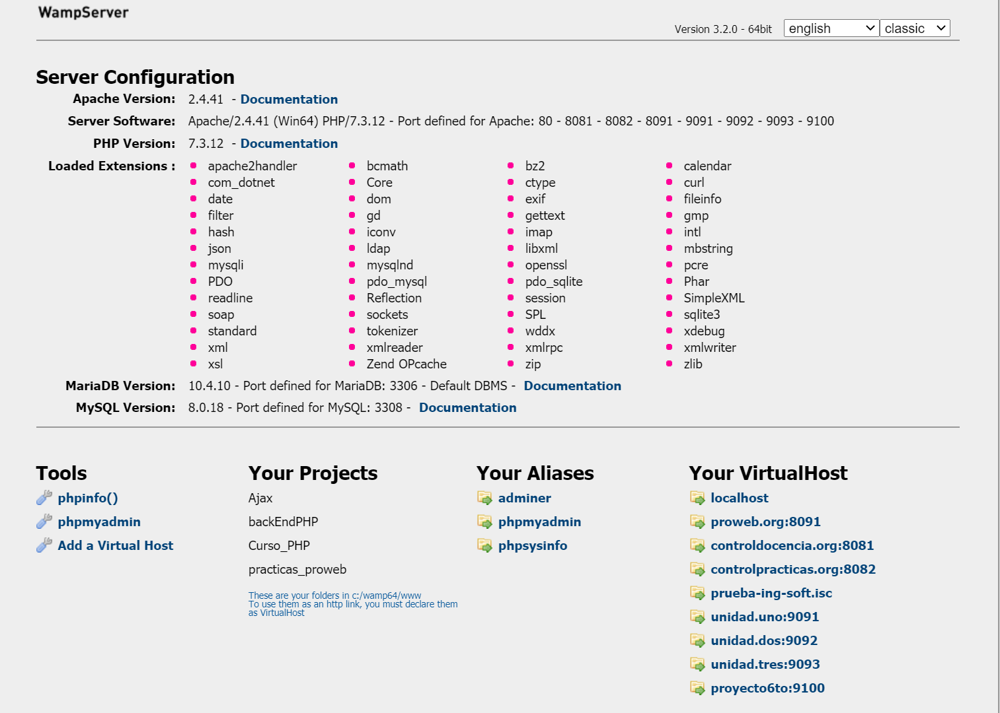 WampServer
Version 3.2.0 - 64bit english classic
Server Configuration
Apache Version: 2.4.41 - Documentation
Server Software: Apache/2.4.41 (Win64) PHP/7.3.12 - Port defined for Apache: 80 - 8081 - 8082 - 8091 - 9091 - 9092 - 9093 - 9100
PHP Version: 7.3.12 - Documentation
Loaded Extensions : apache2handler bcmath bz2 calendar
com_dotnet Core ctype curl
date dom exif fileinfo
filter gd gettext gmp
hash iconv imap intl
json ldap libxml mbstring
mysqli mysqlnd openssl pcre
PDO pdo_mysql pdo_sqlite Phar
readline Reflection session SimpleXML
soap sockets SPL sqlite3
standard tokenizer wddx xdebug
xml xmlreader xmlrpc xmlwriter
xsl Zend OPcache zip zlib
MariaDB Version: 10.4.10 - Port defined for MariaDB: 3306 - Default DBMS - Documentation
MySQL Version: 8.0.18 - Port defined for MySQL: 3308 - Documentation
Tools
phpinfo()
phpmyadmin
Add a Virtual Host
Your Projects
Ajax
backEndPHP
Curso_PHP
practicas_proweb
These are your folders in c:/wamp64/www
To use them as an http link, you must declare them
as VirtualHost
Your Aliases
adminer
phpmyadmin
phpsysinfo
Your VirtualHost
localhost
proweb.org:8091
controldocencia.org:8081
controlpracticas.org:8082
prueba-ing-soft.isc
unidad.uno:9091
unidad.dos:9092
unidad.tres:9093
proyecto6to:9100